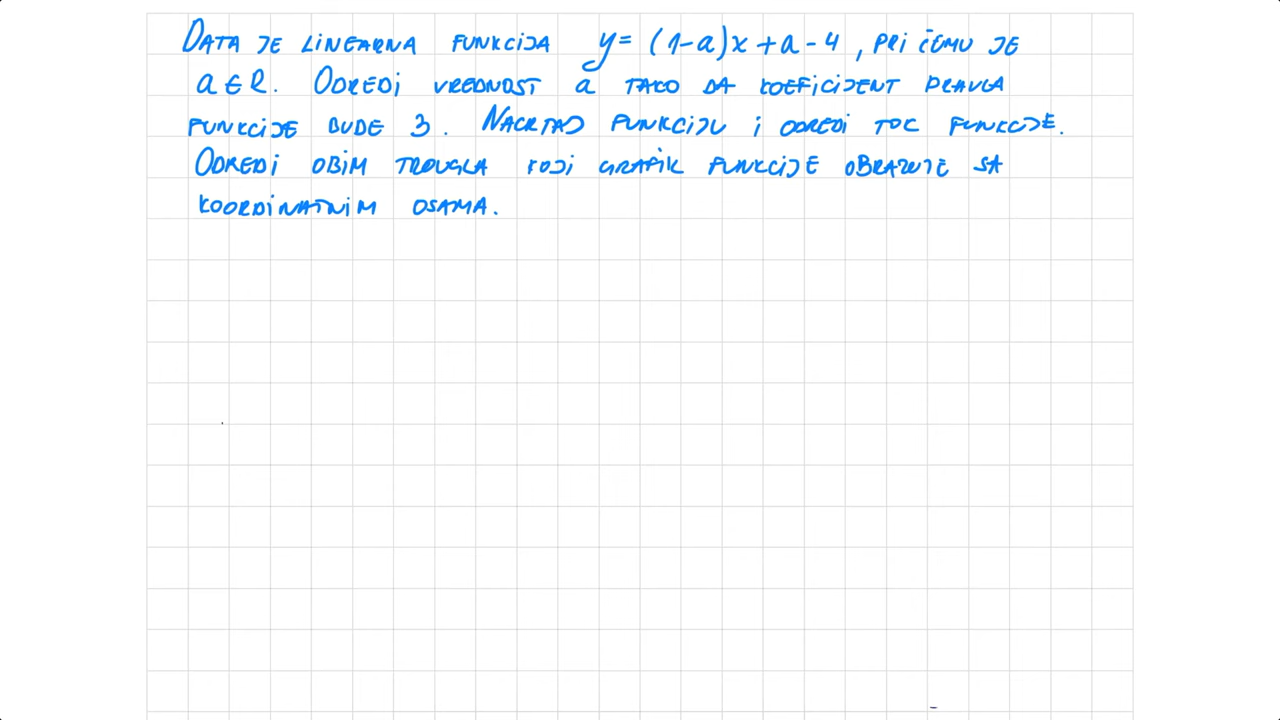 DATA JE LINEARNA FUNKCIJA y = (1-a)x + a - 4, PRI ČEMU JE
a ∈ R. ODREDI VREDNOST a TAKO DA KOEFICIJENT PRAVCA
FUNKCIJE BUDE 3. NACRTAJ FUNKCIJU I ODREDI TOK FUNKCIJE.
ODREDI OBIM TROUGLA KOJI GRAFIK FUNKCIJE OBRAZUJE SA
KOORDINATNIM OSAMA.